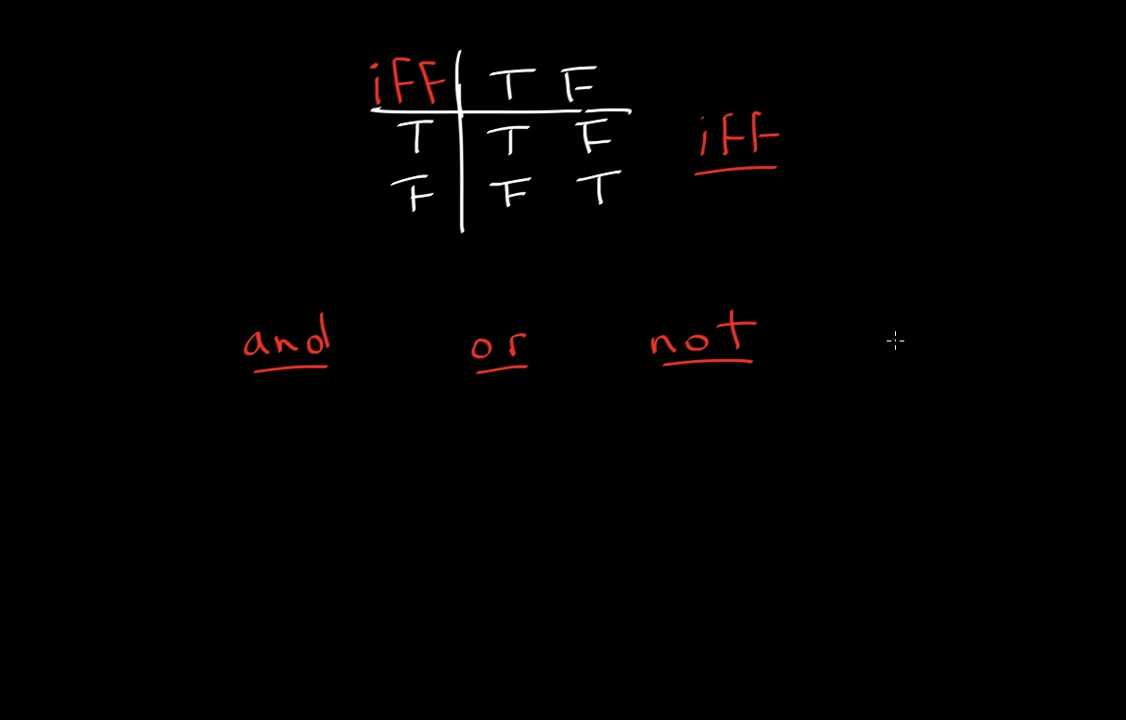 iFF T F
T T F
iFF
F F T
and or not